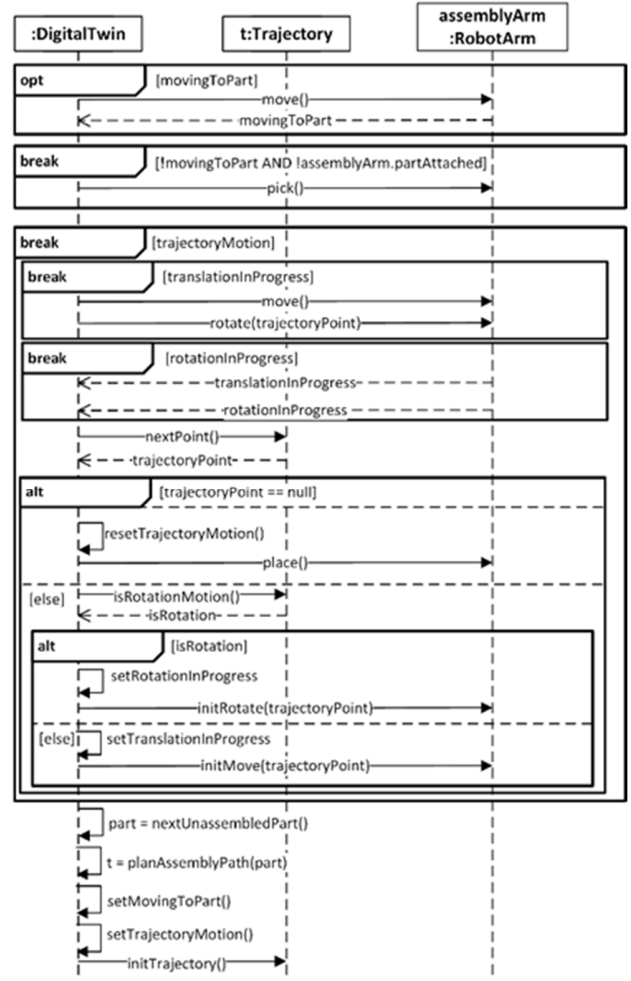 :DigitalTwin
t:Trajectory
assemblyArm
:RobotArm
opt
[movingToPart]
move()
movingToPart
break
[!movingToPart AND !assemblyArm.partAttached]
pick()
break
[trajectoryMotion]
break
[translationInProgress]
move()
rotate(trajectoryPoint)
break
[rotationInProgress]
translationInProgress
rotationInProgress
nextPoint()
trajectoryPoint
alt
[trajectoryPoint == null]
resetTrajectoryMotion()
place()
[else]
isRotationMotion()
isRotation
alt
[isRotation]
setRotationInProgress
initRotate(trajectoryPoint)
[else]
setTranslationInProgress
initMove(trajectoryPoint)
part = nextUnassembledPart()
t = planAssemblyPath(part)
setMovingToPart()
setTrajectoryMotion()
initTrajectory()